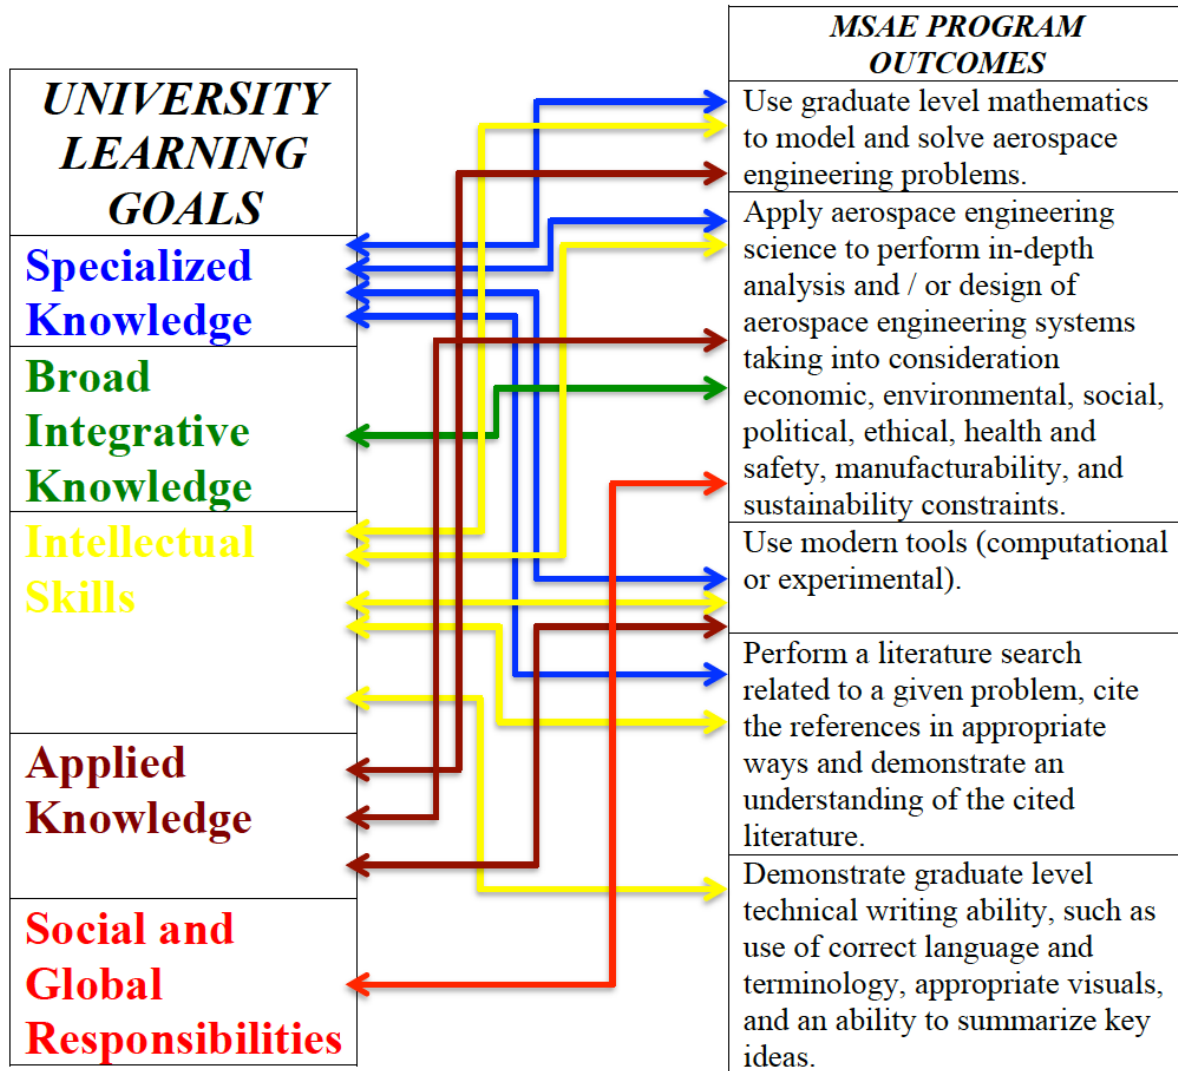 UNIVERSITY
LEARNING
GOALS
Specialized
Knowledge
Broad
Integrative
Knowledge
Intellectual
Skills
Applied
Knowledge
Social and
Global
Responsibilities
MSAE PROGRAM
OUTCOMES
Use graduate level mathematics
to model and solve aerospace
engineering problems.
Apply aerospace engineering
science to perform in-depth
analysis and / or design of
aerospace engineering systems
taking into consideration
economic, environmental, social,
political, ethical, health and
safety, manufacturability, and
sustainability constraints.
Use modern tools (computational
or experimental).
Perform a literature search
related to a given problem, cite
the references in appropriate
ways and demonstrate an
understanding of the cited
literature.
Demonstrate graduate level
technical writing ability, such as
use of correct language and
terminology, appropriate visuals,
and an ability to summarize key
ideas.